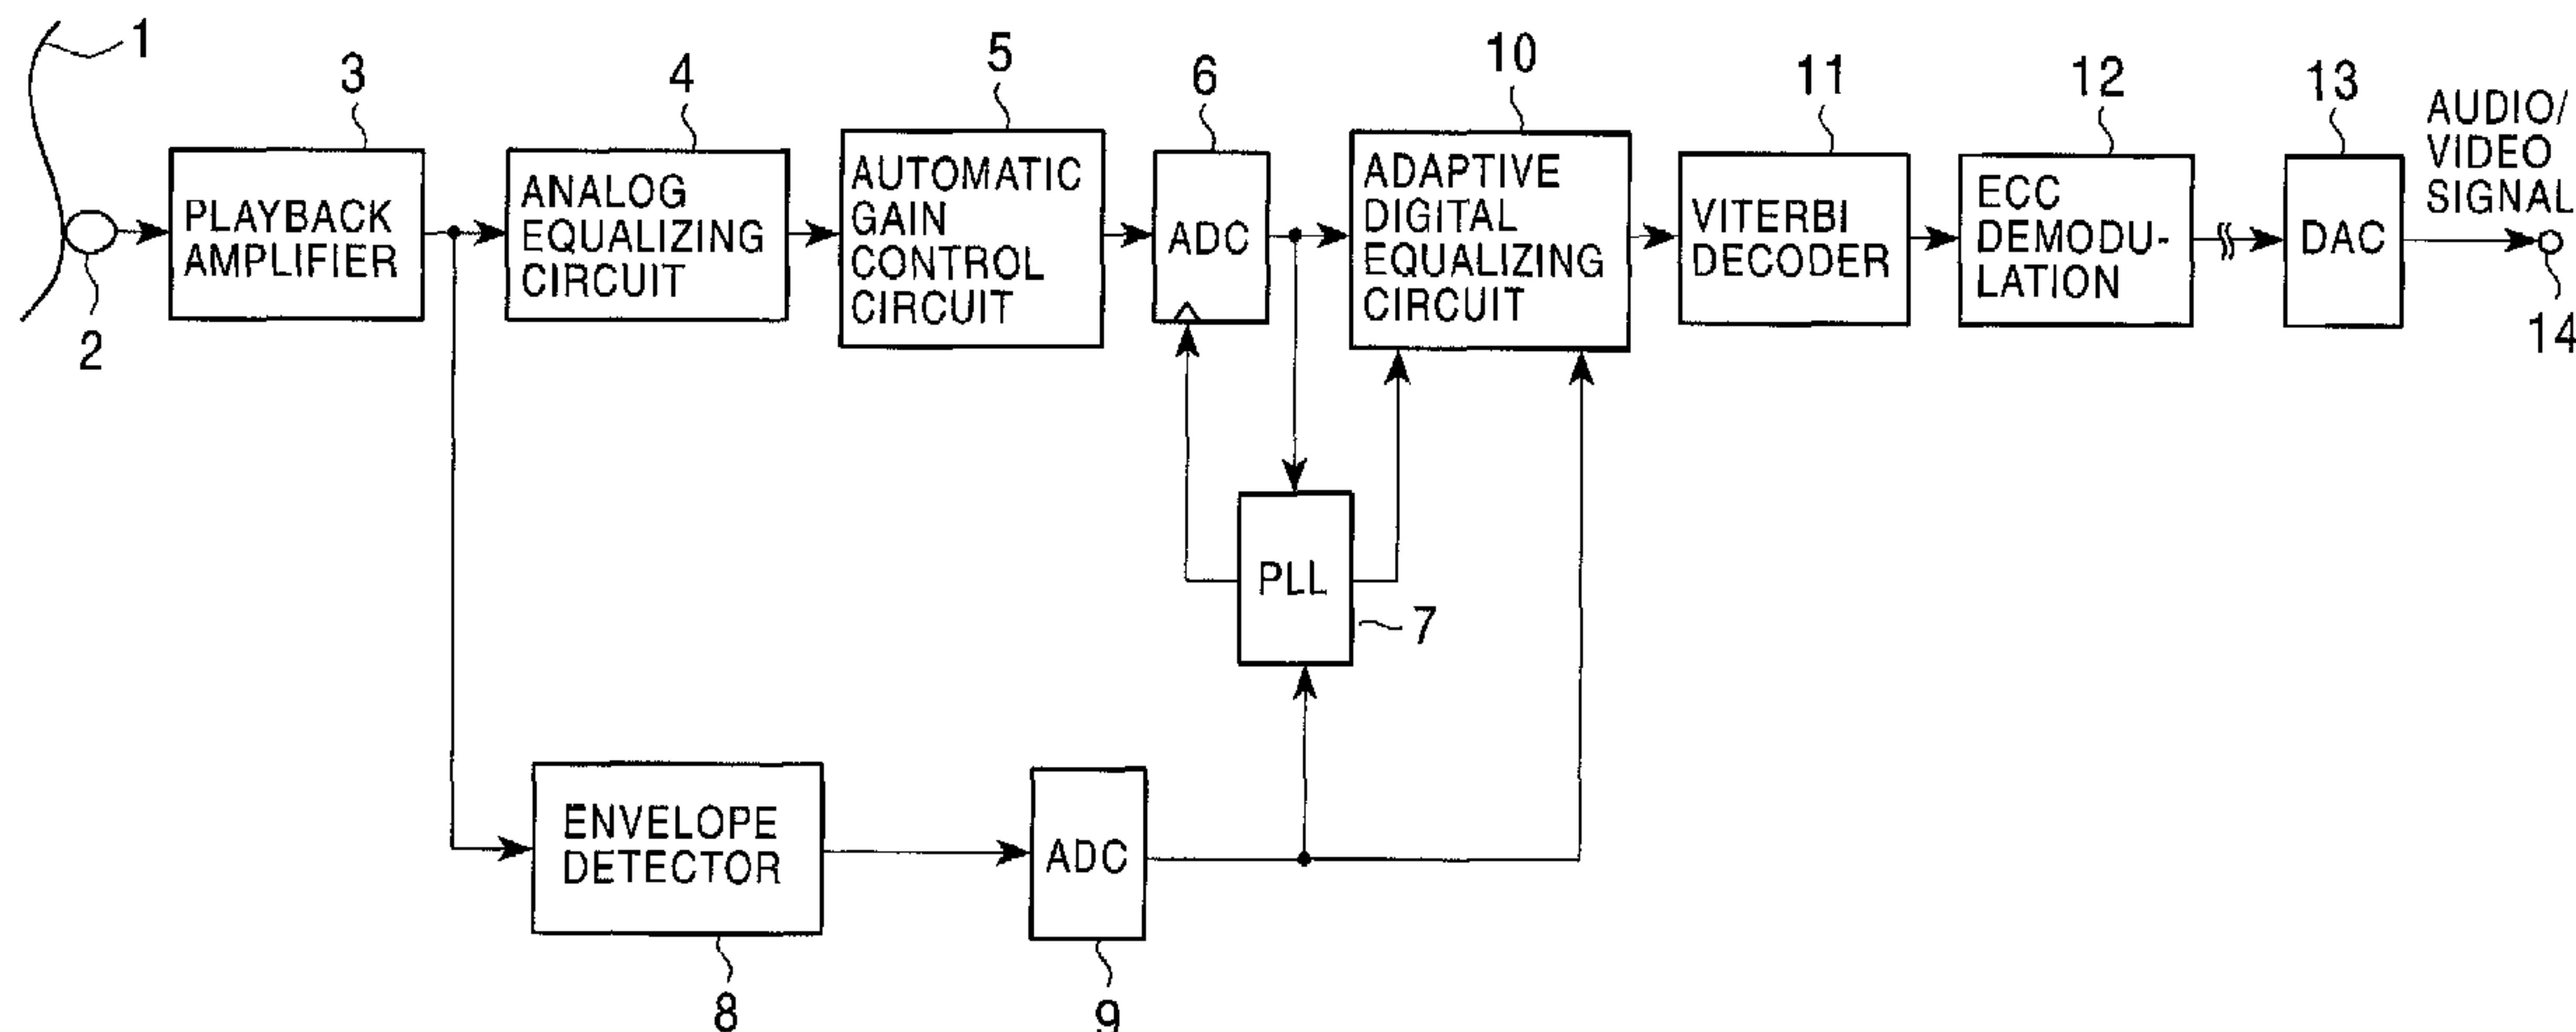 1
2
3
PLAYBACK
AMPLIFIER
4
ANALOG
EQUALIZING
CIRCUIT
5
AUTOMATIC
GAIN
CONTROL
CIRCUIT
6
ADC
10
ADAPTIVE
DIGITAL
EQUALIZING
CIRCUIT
11
VITERBI
DECODER
12
ECC
DEMODU-
LATION
13
DAC
AUDIO/
VIDEO
SIGNAL
14
PLL
7
ENVELOPE
DETECTOR
8
ADC
9